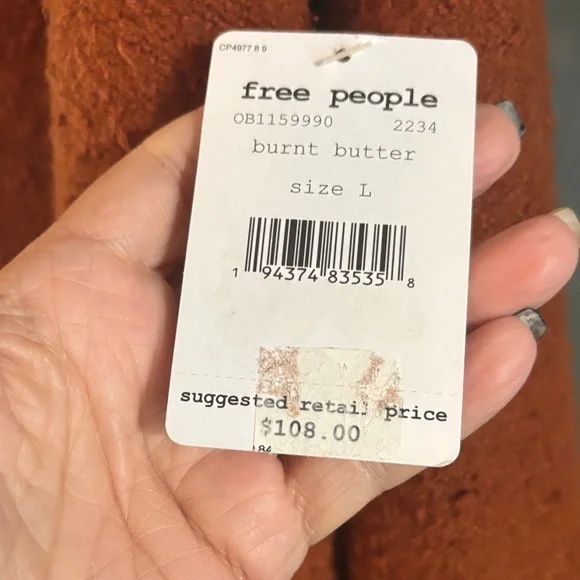 CP4977 8 9
free people
OB1159990 2234
burnt butter
size L
1 94374 83535 8
suggested retail price
$108.00